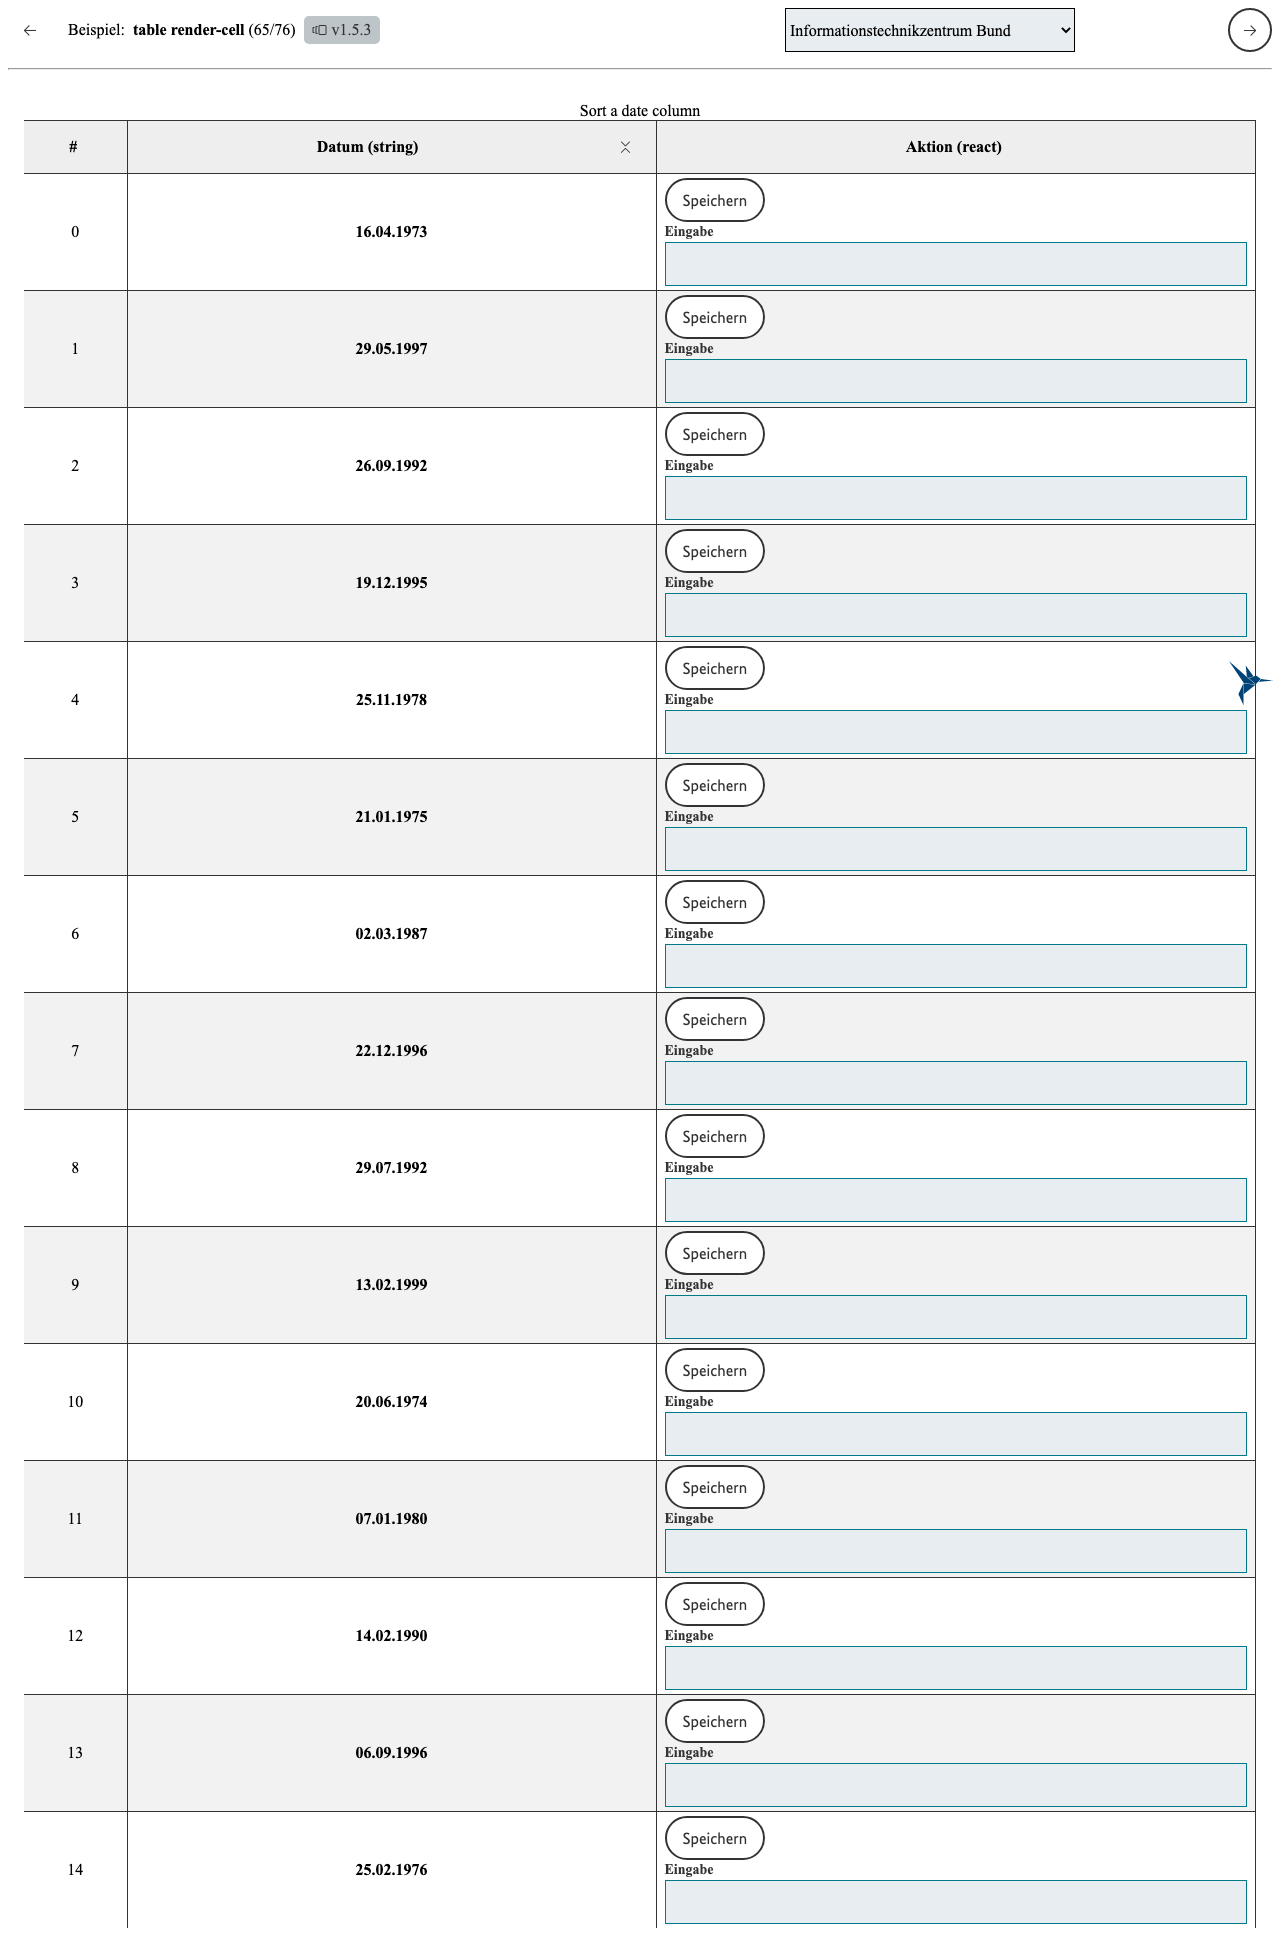 Beispiel: table render-cell (65/76) v1.5.3 Informationstechnikzentrum Bund
Sort a date column
# Datum (string) Aktion (react)
Speichern
0 16.04.1973 Eingabe
Speichern
1 29.05.1997 Eingabe
Speichern
2 26.09.1992 Eingabe
Speichern
3 19.12.1995 Eingabe
Speichern
4 25.11.1978 Eingabe
Speichern
5 21.01.1975 Eingabe
Speichern
6 02.03.1987 Eingabe
Speichern
7 22.12.1996 Eingabe
Speichern
8 29.07.1992 Eingabe
Speichern
9 13.02.1999 Eingabe
Speichern
10 20.06.1974 Eingabe
Speichern
11 07.01.1980 Eingabe
Speichern
12 14.02.1990 Eingabe
Speichern
13 06.09.1996 Eingabe
Speichern
14 25.02.1976 Eingabe